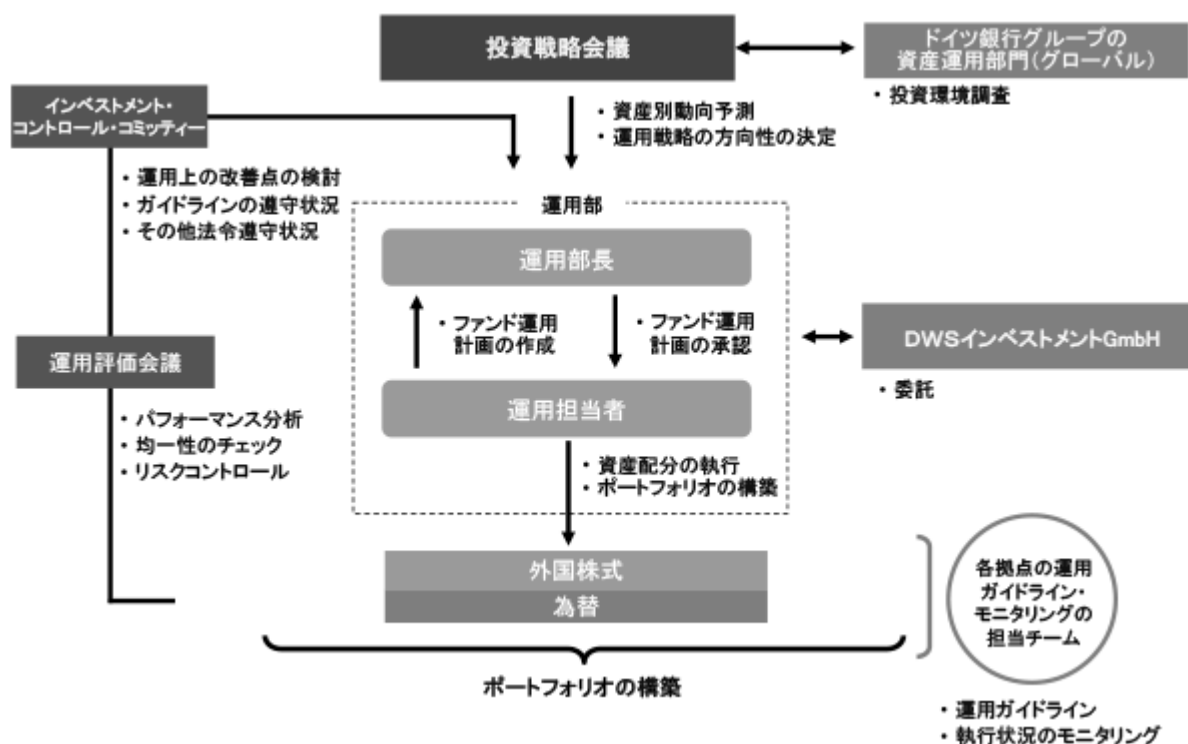 投資戦略会議
ドイツ銀行グループの
資産運用部門(グローバル)
・投資環境調査
インベストメント・
コントロール・コミッティー
・資産別動向予測
・運用戦略の方向性の決定
・運用上の改善点の検討
・ガイドラインの遵守状況
・その他法令遵守状況
運用部
運用部長
・ファンド運用
計画の作成
・ファンド運用
計画の承認
DWSインベストメントGmbH
・委託
運用評価会議
・パフォーマンス分析
・均一性のチェック
・リスクコントロール
運用担当者
・資産配分の執行
・ポートフォリオの構築
外国株式
為替
各拠点の運用
ガイドライン・
モニタリングの
担当チーム
ポートフォリオの構築
・運用ガイドライン
・執行状況のモニタリング